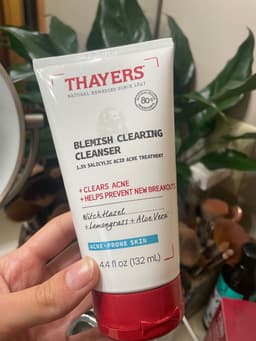 THAYERS®
NATURAL REMEDIES SINCE 1847
80%
BLEMISH CLEARING
CLEANSER
1.5% SALICYLIC ACID ACNE TREATMENT
+ CLEARS ACNE
+ HELPS PREVENT NEW BREAKOUTS
Witch Hazel
+ Lemongrass + Aloe Vera
ACNE-PRONE SKIN
4.4 fl oz (132 mL)